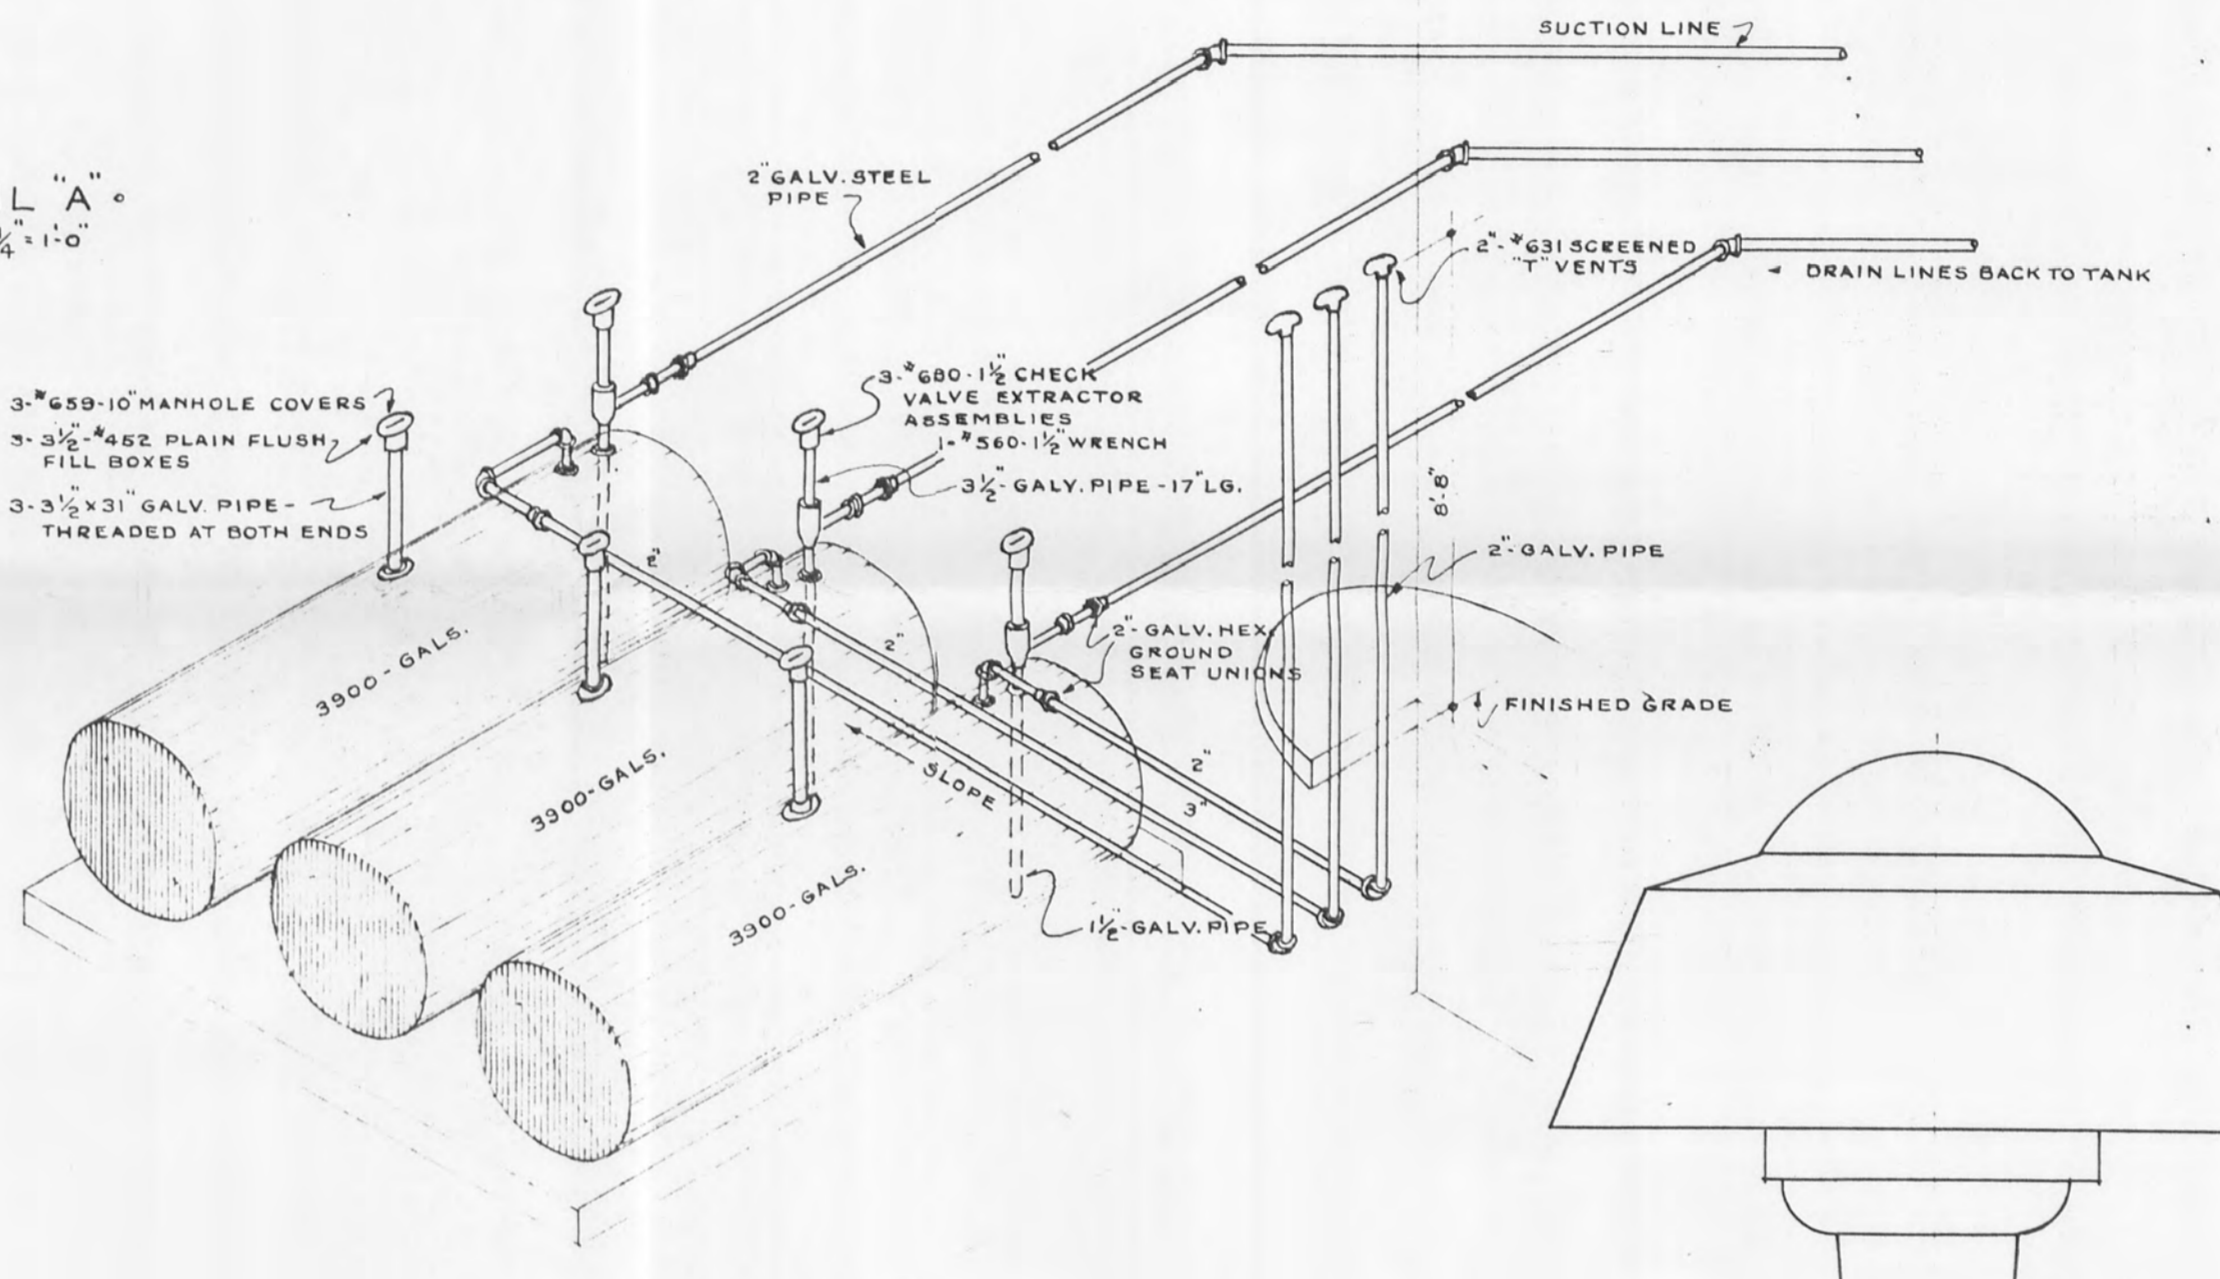 SUCTION LINE
L "A"
1/4" = 1'-0"
2" GALV. STEEL
PIPE
2"-#631 SCREENED
"T" VENTS
DRAIN LINES BACK TO TANK
3-#659-10" MANHOLE COVERS
3-3½"-#452 PLAIN FLUSH
FILL BOXES
3-3½"x31" GALV. PIPE-
THREADED AT BOTH ENDS
3-#680-1½" CHECK
VALVE EXTRACTOR
ASSEMBLIES
1-#560-1½" WRENCH
3½"-GALV. PIPE-17" LG.
8'-8"
2"-GALV. PIPE
2"
2"
2"-GALV. HEX.
GROUND
SEAT UNIONS
FINISHED GRADE
3900-GALS.
3900-GALS.
3900-GALS.
SLOPE
2"
3"
1½"-GALV. PIPE